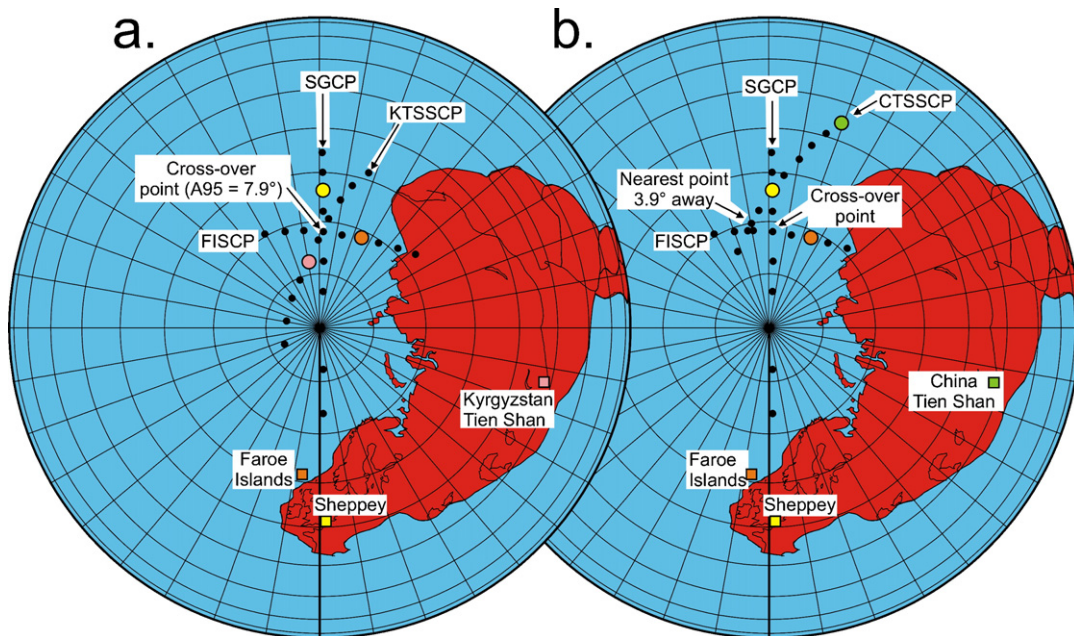 a.
SGCP
KTSSCP
Cross-over
point (A95 = 7.9°)
FISCP
Kyrgyzstan
Tien Shan
Faroe
Islands
Sheppey
b.
SGCP
CTSSCP
Nearest point
3.9° away
Cross-over
point
FISCP
China
Tien Shan
Faroe
Islands
Sheppey